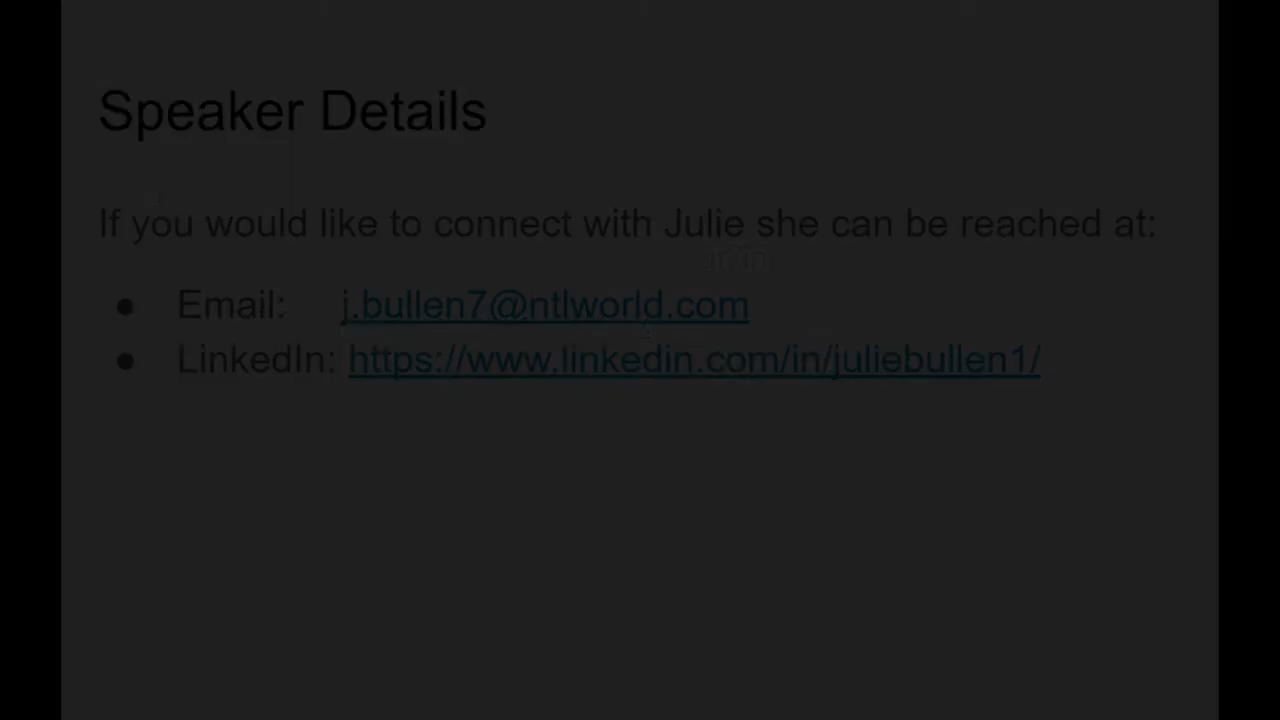 Speaker Details
If you would like to connect with Julie she can be reached at:
● Email: j.bullen7@ntlworld.com
● LinkedIn: https://www.linkedin.com/in/juliebullen1/